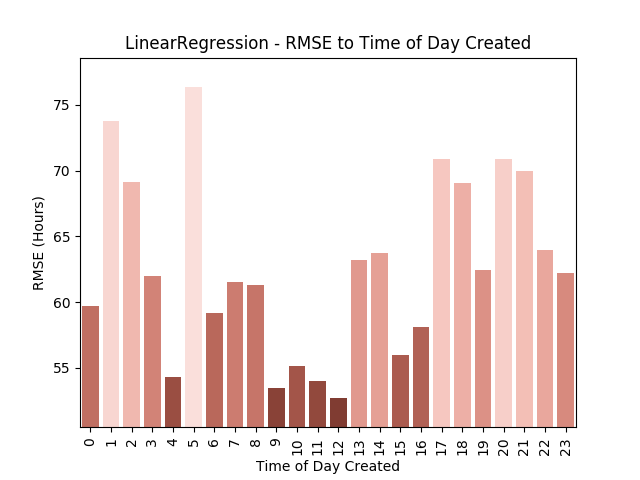 LinearRegression - RMSE to Time of Day Created
RMSE (Hours)
75
70
65
60
55
0 1 2 3 4 5 6 7 8 9 10 11 12 13 14 15 16 17 18 19 20 21 22 23
Time of Day Created